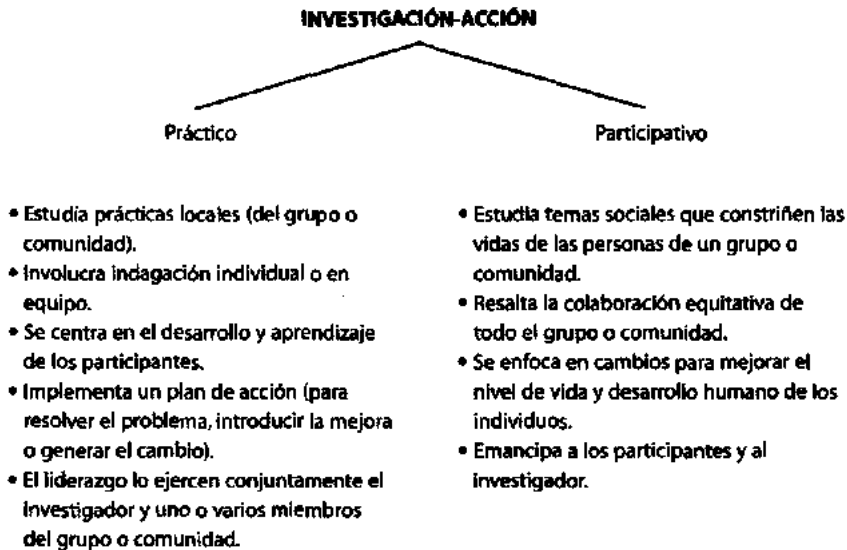 INVESTIGACIÓN-ACCIÓN
Práctico
• Estudia prácticas locales (del grupo o
comunidad).
• Involucra indagación individual o en
equipo.
• Se centra en el desarrollo y aprendizaje
de los participantes.
• Implementa un plan de acción (para
resolver el problema, introducir la mejora
o generar el cambio).
• El liderazgo lo ejercen conjuntamente el
investigador y uno o varios miembros
del grupo o comunidad.
Participativo
• Estudia temas sociales que constriñen las
vidas de las personas de un grupo o
comunidad.
• Resalta la colaboración equitativa de
todo el grupo o comunidad.
• Se enfoca en cambios para mejorar el
nivel de vida y desarrollo humano de los
individuos.
• Emancipa a los participantes y al
investigador.